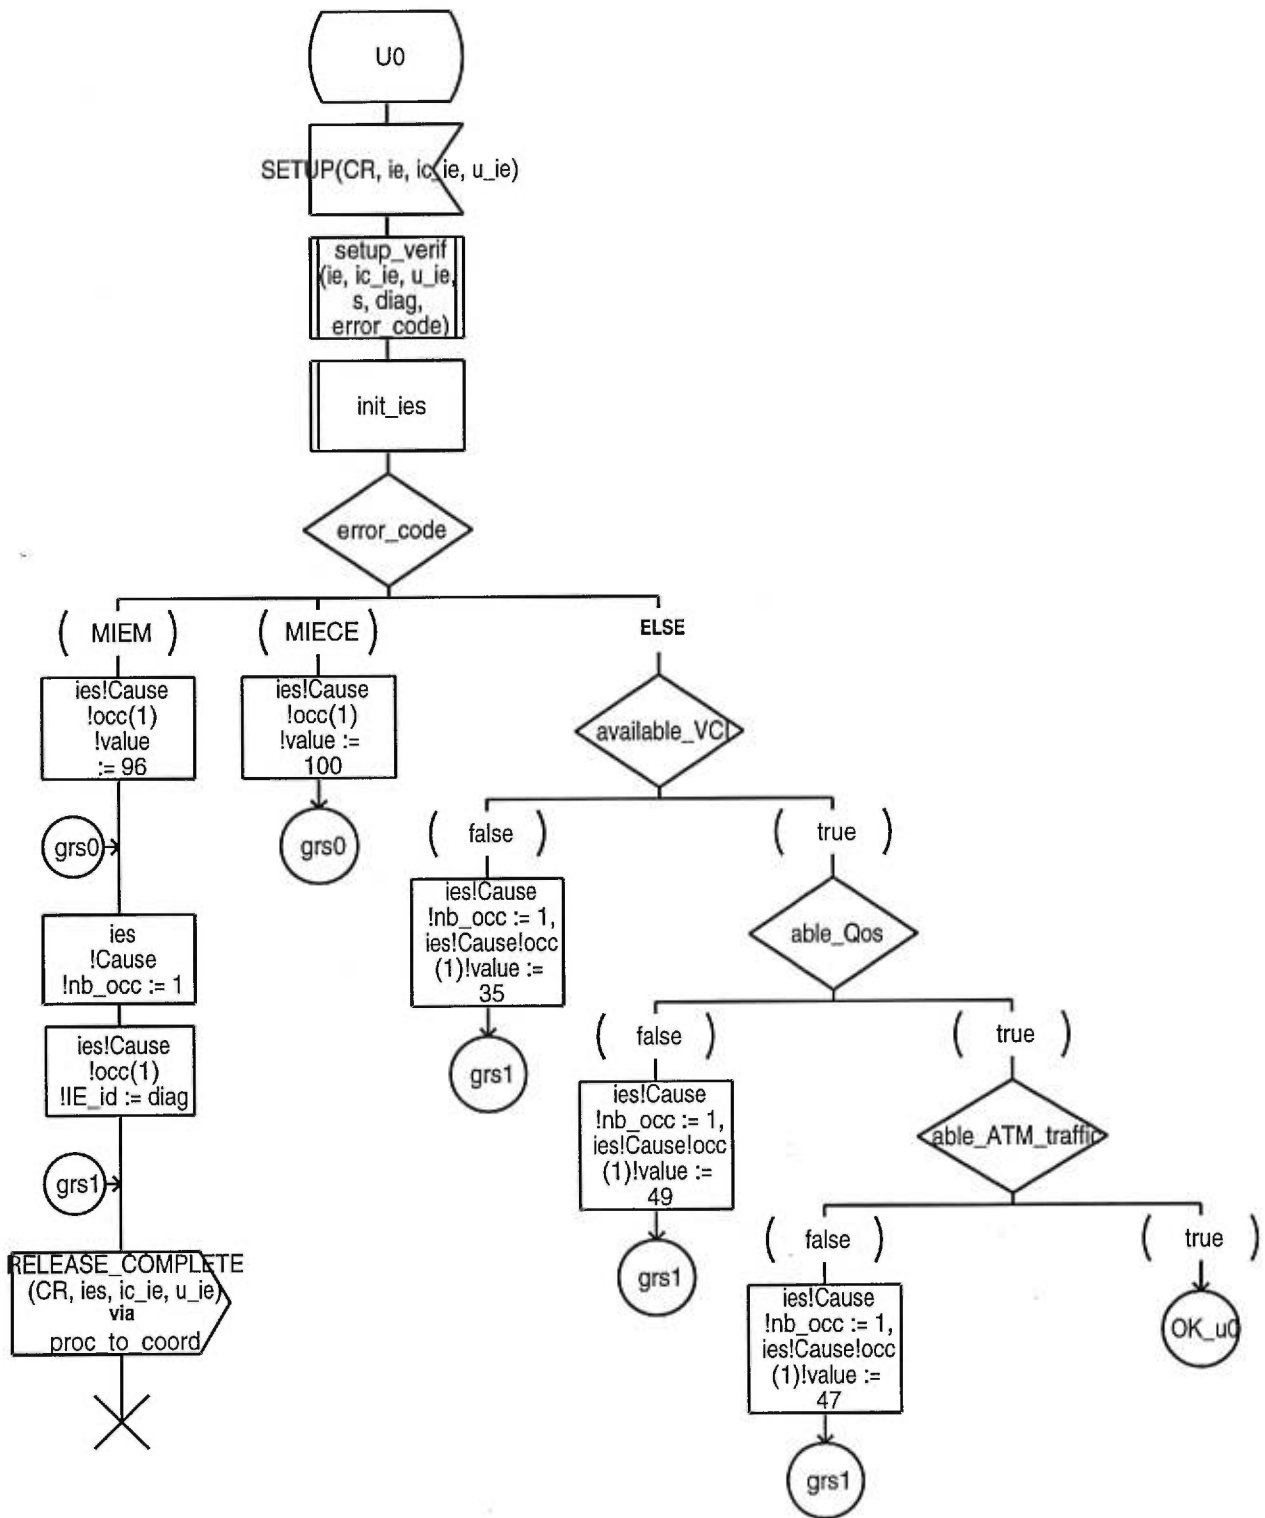 U0
SETUP(CR, ie, ic_ie, u_ie)
setup_verif
(ie, ic_ie, u_ie,
s, diag,
error_code)
init_ies
error_code
( MIEM )
( MIECE )
ELSE
ies!Cause
!occ(1)
!value
:= 96
ies!Cause
!occ(1)
!value :=
100
available_VCI
grs0
grs0
( false )
( true )
ies!Cause
!nb_occ := 1,
ies!Cause!occ
(1)!value :=
35
able_Qos
ies
!Cause
!nb_occ := 1
ies!Cause
!occ(1)
!IE_id := diag
grs1
( false )
( true )
ies!Cause
!nb_occ := 1,
ies!Cause!occ
(1)!value :=
49
able_ATM_traffic
grs1
grs1
( false )
( true )
RELEASE_COMPLETE
(CR, ies, ic_ie, u_ie)
via
proc_to_coord
ies!Cause
!nb_occ := 1,
ies!Cause!occ
(1)!value :=
47
OK_u0
grs1